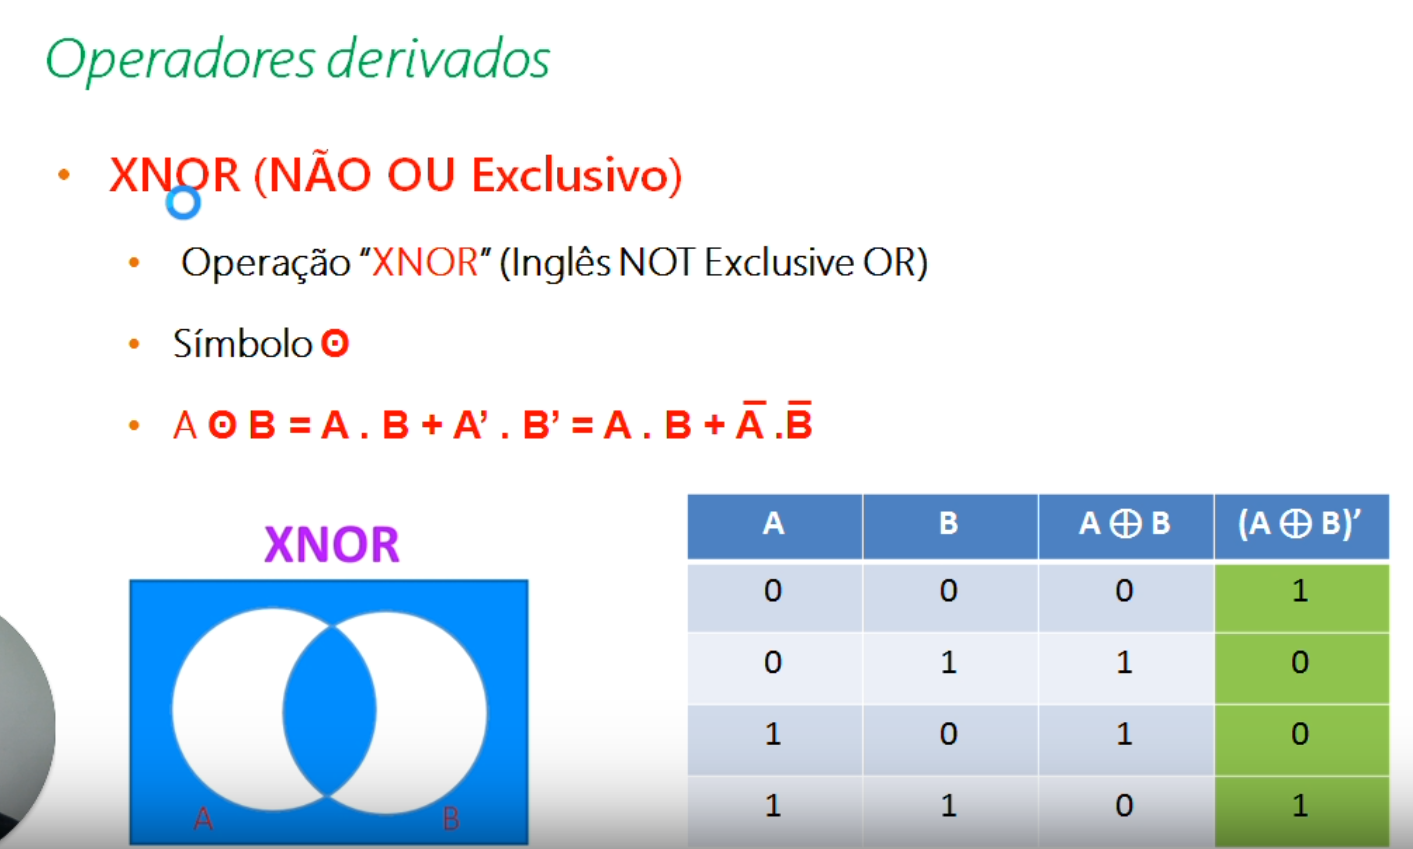 Operadores derivados
• XNOR (NÃO OU Exclusivo)
• Operação “XNOR” (Inglês NOT Exclusive OR)
• Símbolo ʘ
• A ʘ B = A . B + A’ . B’ = A . B + A̅ .B̅
XNOR
A B
A B A ⊕ B (A ⊕ B)’
0 0 0 1
0 1 1 0
1 0 1 0
1 1 0 1